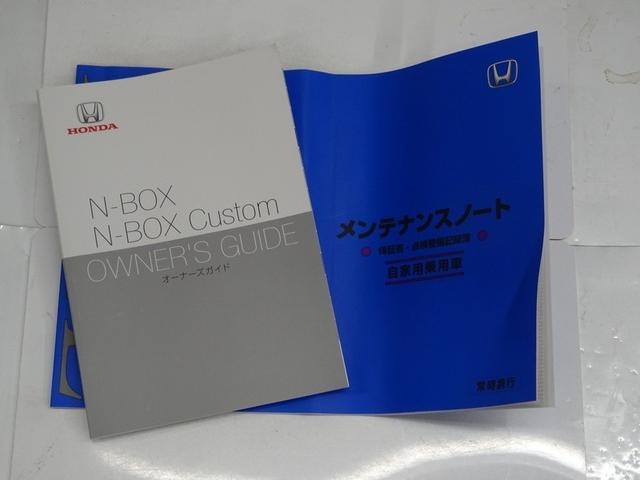 HONDA
N-BOX
N-BOX Custom
OWNER'S GUIDE
オーナーズガイド
メンテナンスノート
保証書・点検整備記録簿
自家用乗用車
常時携行